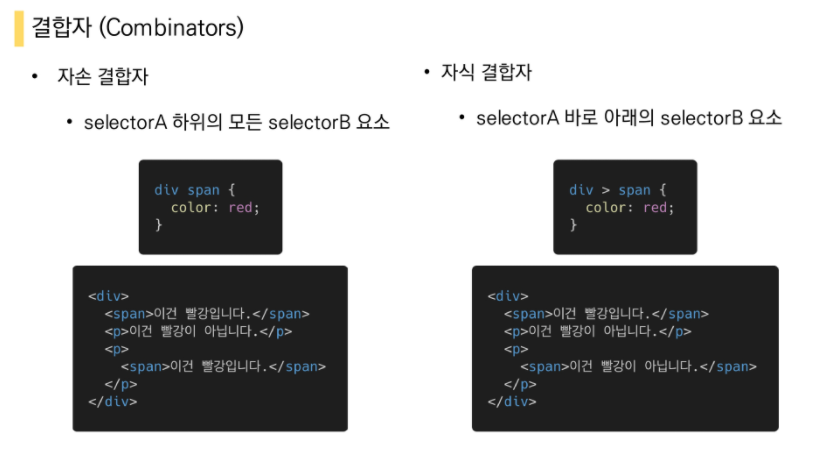 결합자 (Combinators)
• 자손 결합자
• selectorA 하위의 모든 selectorB 요소
div span {
  color: red;
}
<div>
  <span>이건 빨강입니다.</span>
  <p>이건 빨강이 아닙니다.</p>
  <p>
    <span>이건 빨강입니다.</span>
  </p>
</div>
• 자식 결합자
• selectorA 바로 아래의 selectorB 요소
div > span {
  color: red;
}
<div>
  <span>이건 빨강입니다.</span>
  <p>이건 빨강이 아닙니다.</p>
  <p>
    <span>이건 빨강이 아닙니다.</span>
  </p>
</div>